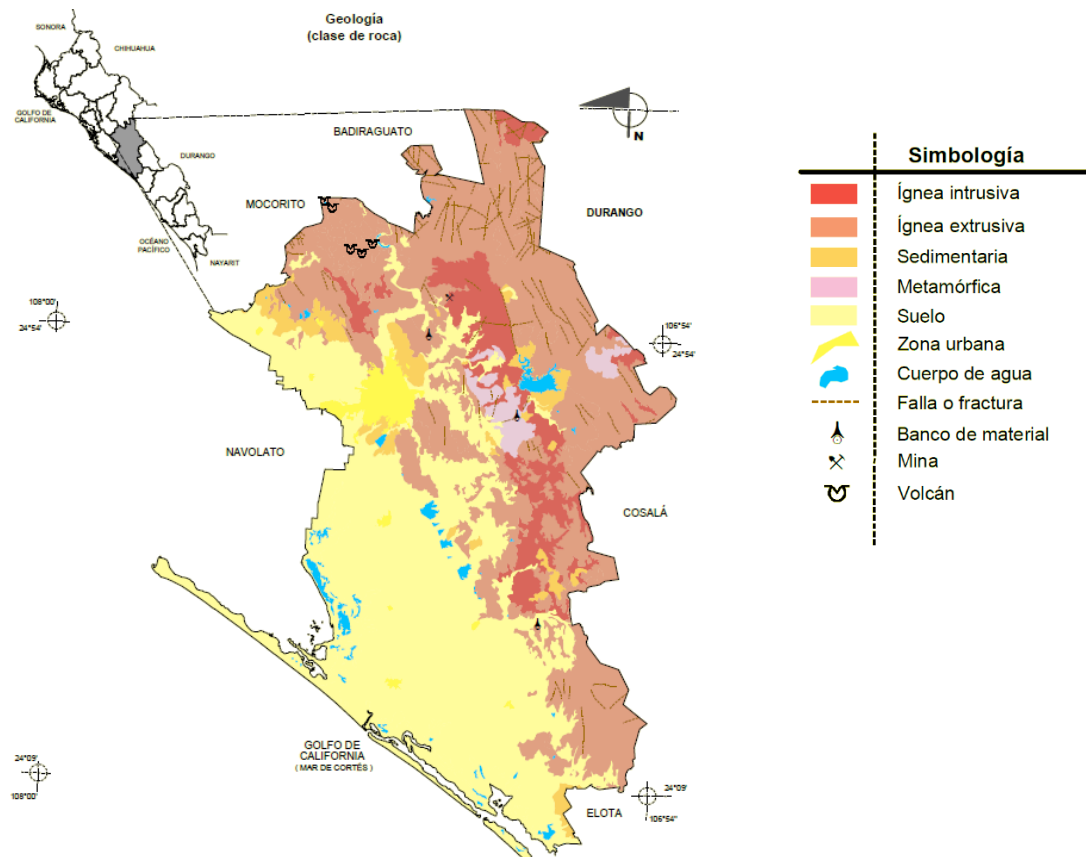 Geología
(clase de roca)
SONORA
CHIHUAHUA
GOLFO DE
CALIFORNIA
DURANGO
OCÉANO
PACÍFICO
NAYARIT
BADIRAGUATO
N
MOCORITO
DURANGO
108°00'
24°54'
106°54'
24°54'
NAVOLATO
COSALÁ
GOLFO DE
CALIFORNIA
( MAR DE CORTÉS )
24°09'
108°00'
ELOTA
24°09'
106°54"
Simbología
Ígnea intrusiva
Ígnea extrusiva
Sedimentaria
Metamórfica
Suelo
Zona urbana
Cuerpo de agua
Falla o fractura
Banco de material
Mina
Volcán